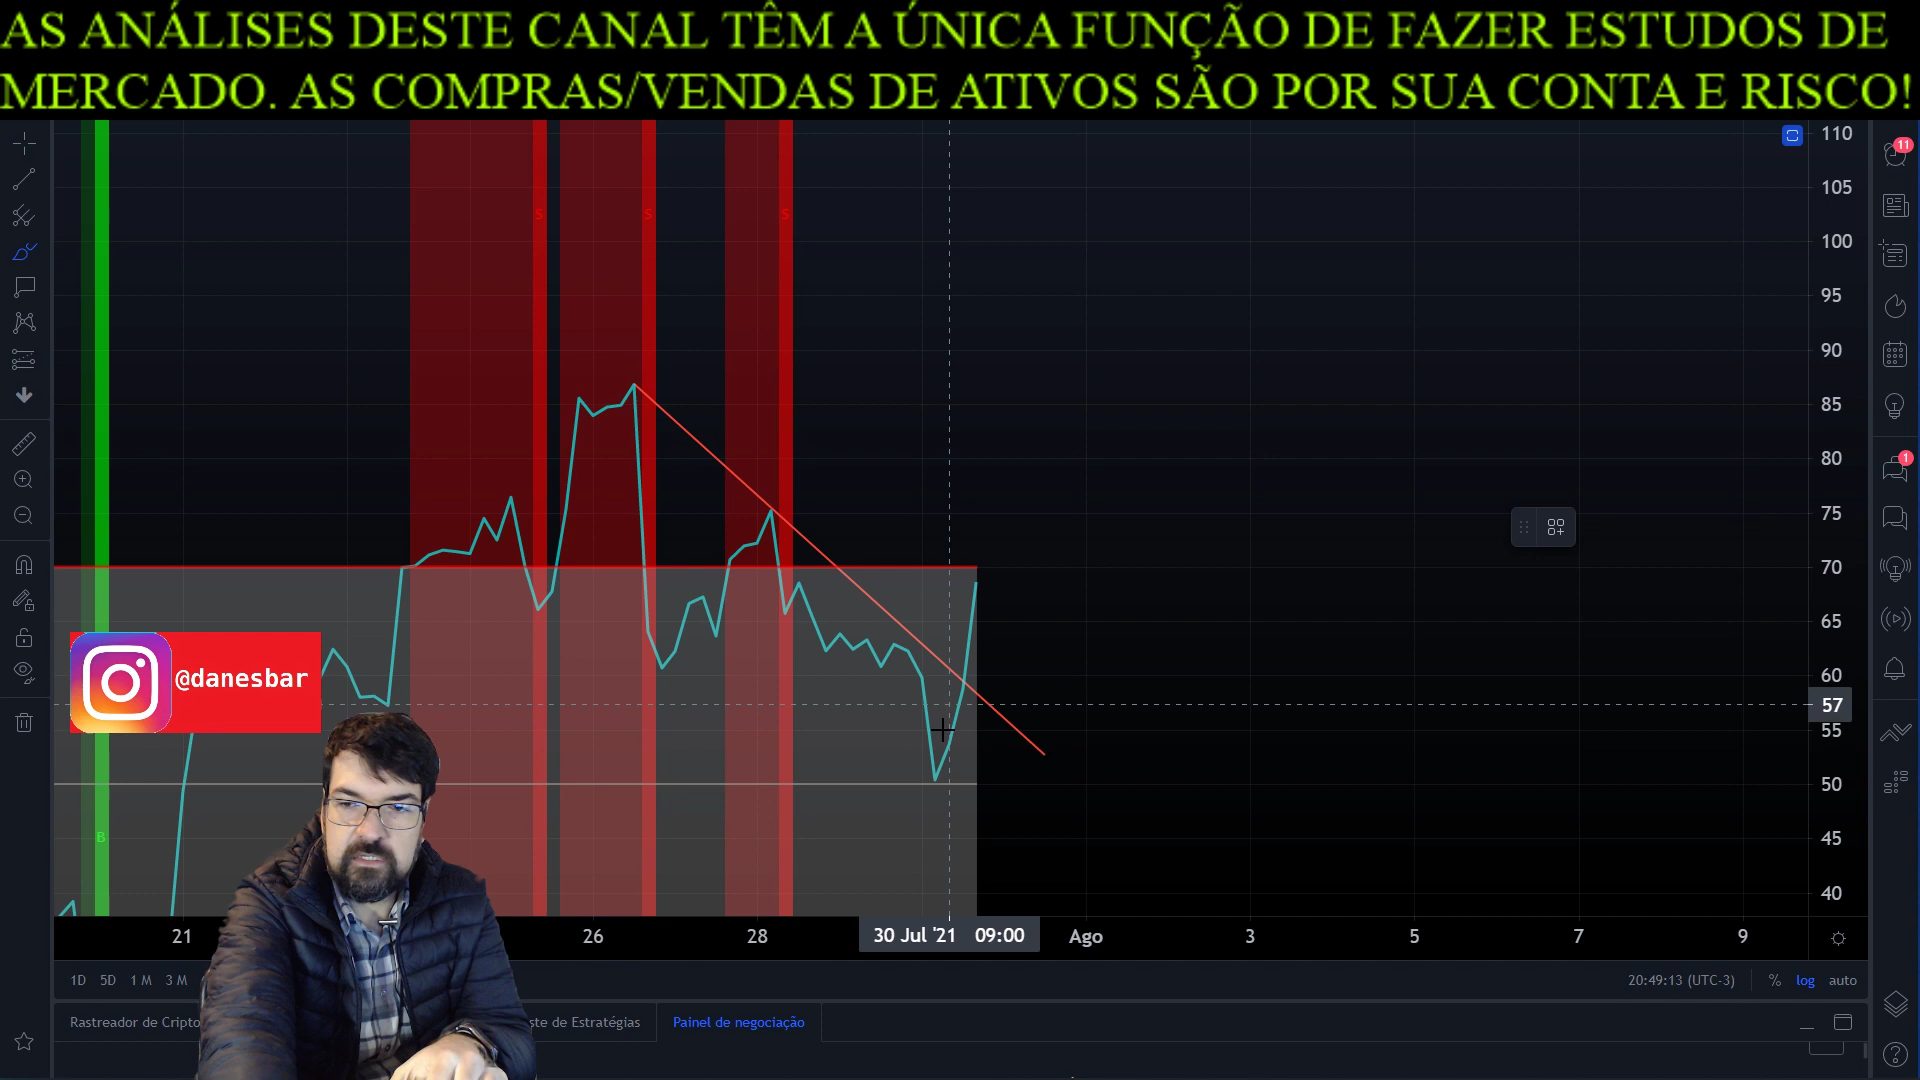 AS ANÁLISES DESTE CANAL TÊM A ÚNICA FUNÇÃO DE FAZER ESTUDOS DE
MERCADO. AS COMPRAS/VENDAS DE ATIVOS SÃO POR SUA CONTA E RISCO!
110
105
100
95
90
85
80
75
70
65
60
57
55
50
45
40
11
1
S
S
S
B
@danesbar
21
26
28
30 Jul '21 09:00
Ago
3
5
7
9
1D 5D 1 M 3 M
20:49:13 (UTC-3) % log auto
Rastreador de Cripto
ste de Estratégias
Painel de negociação